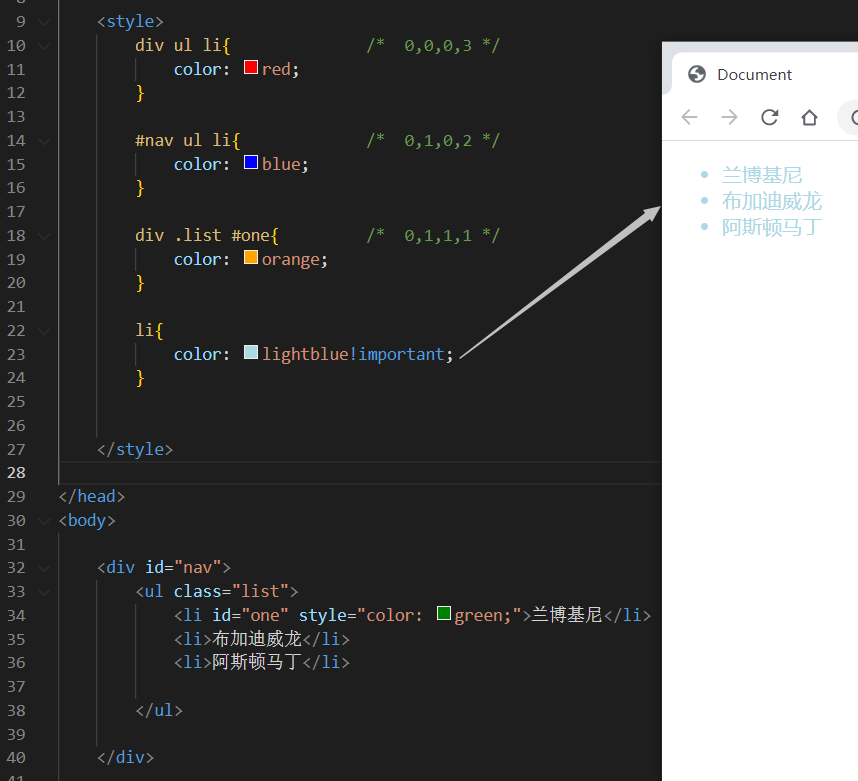 9 <style>
10 div ul li{ /* 0,0,0,3 */
11 color: red;
12 }
13
14 #nav ul li{ /* 0,1,0,2 */
15 color: blue;
16 }
17
18 div .list #one{ /* 0,1,1,1 */
19 color: orange;
20 }
21
22 li{
23 color: lightblue!important;
24 }
25
26
27 </style>
28
29 </head>
30 <body>
31
32 <div id="nav">
33 <ul class="list">
34 <li id="one" style="color: green;">兰博基尼</li>
35 <li>布加迪威龙</li>
36 <li>阿斯顿马丁</li>
37
38 </ul>
39
40 </div>
Document
• 兰博基尼
• 布加迪威龙
• 阿斯顿马丁